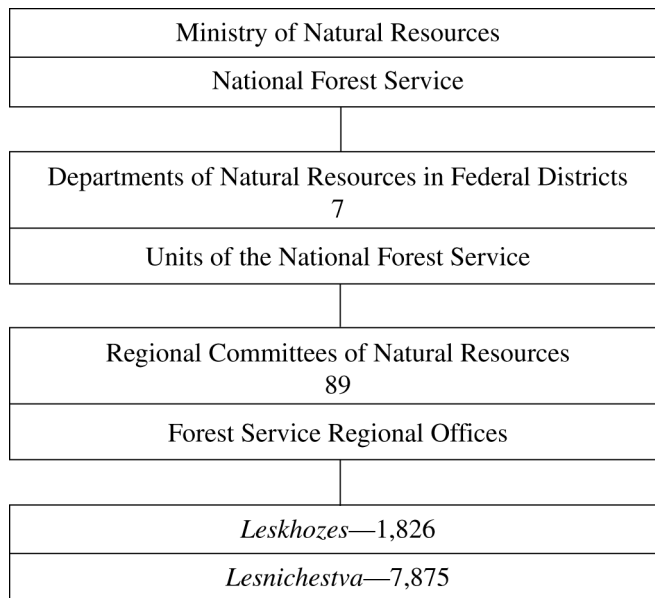 Ministry of Natural Resources
National Forest Service
Departments of Natural Resources in Federal Districts
7
Units of the National Forest Service
Regional Committees of Natural Resources
89
Forest Service Regional Offices
Leskhozes—1,826
Lesnichestva—7,875